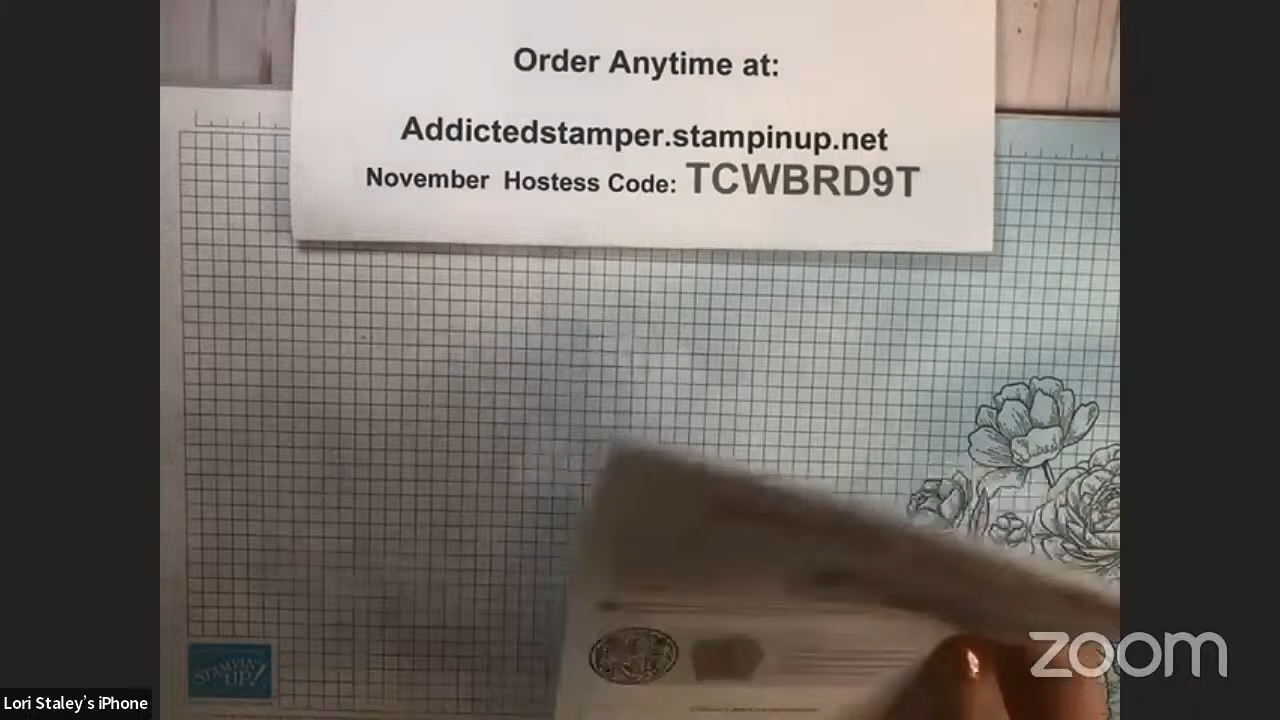 Order Anytime at:
Addictedstamper.stampinup.net
November Hostess Code: TCWBRD9T
STAMPIN' UP!
zoom
Lori Staley's iPhone